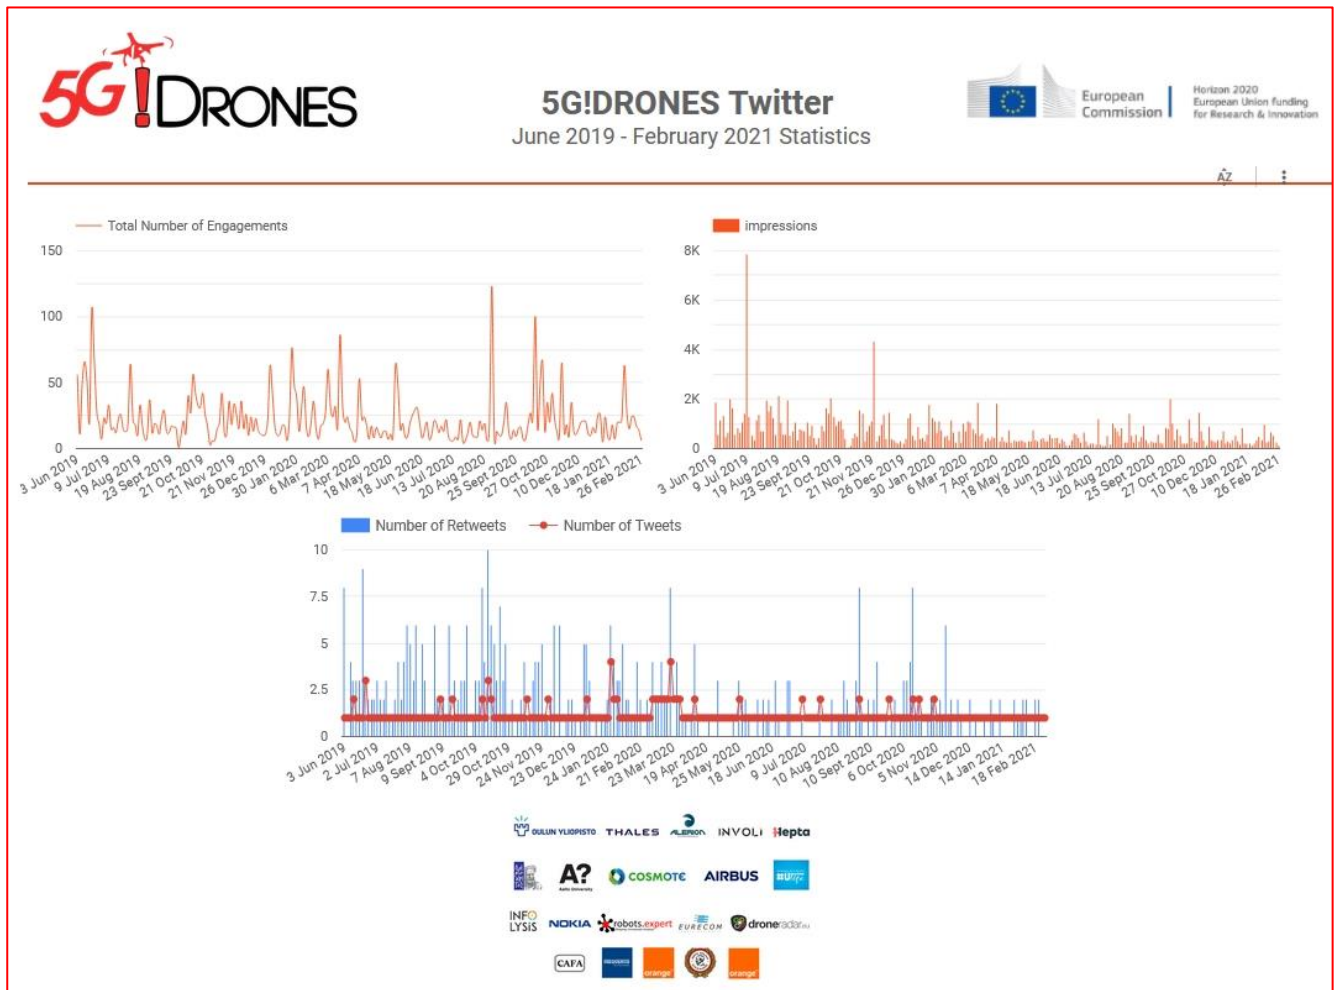 5G!DRONES
5G!DRONES Twitter
June 2019 - February 2021 Statistics
European
Commission
Horizon 2020
European Union funding
for Research & Innovation
AZ
Total Number of Engagements
150
100
50
0
3 Jun 2019
9 Jul 2019
19 Aug 2019
23 Sept 2019
21 Oct 2019
21 Nov 2019
26 Dec 2019
30 Jan 2020
6 Mar 2020
7 Apr 2020
18 May 2020
18 Jun 2020
13 Jul 2020
20 Aug 2020
25 Sept 2020
27 Oct 2020
10 Dec 2020
18 Jan 2021
26 Feb 2021
impressions
8K
6K
4K
2K
0
3 Jun 2019
9 Jul 2019
19 Aug 2019
23 Sept 2019
21 Oct 2019
21 Nov 2019
26 Dec 2019
30 Jan 2020
6 Mar 2020
7 Apr 2020
18 May 2020
18 Jun 2020
13 Jul 2020
20 Aug 2020
25 Sept 2020
27 Oct 2020
10 Dec 2020
18 Jan 2021
26 Feb 2021
Number of Retweets
Number of Tweets
10
7.5
5
2.5
0
3 Jun 2019
2 Jul 2019
7 Aug 2019
9 Sept 2019
4 Oct 2019
29 Oct 2019
24 Nov 2019
23 Dec 2019
24 Jan 2020
21 Feb 2020
23 Mar 2020
19 Apr 2020
25 May 2020
18 Jun 2020
9 Jul 2020
10 Aug 2020
10 Sept 2020
6 Oct 2020
5 Nov 2020
14 Dec 2020
14 Jan 2021
18 Feb 2021
OULUN YLIOPISTO THALES ALERION INVOLI Hepta
A? COSMOTE AIRBUS
Aalto University
INFO
LYSiS NOKIA robots.expert EURECOM droneradar.eu
CAFA orange orange